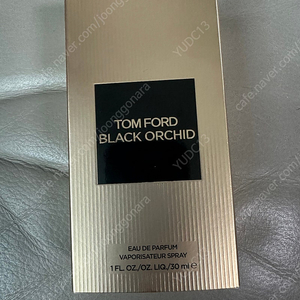 TOM FORD
BLACK ORCHID
EAU DE PARFUM
VAPORISATEUR SPRAY
1 FL. OZ./OZ. LIQ./30 ml ℮
cafe.naver.com/joonggonara
YUDC13